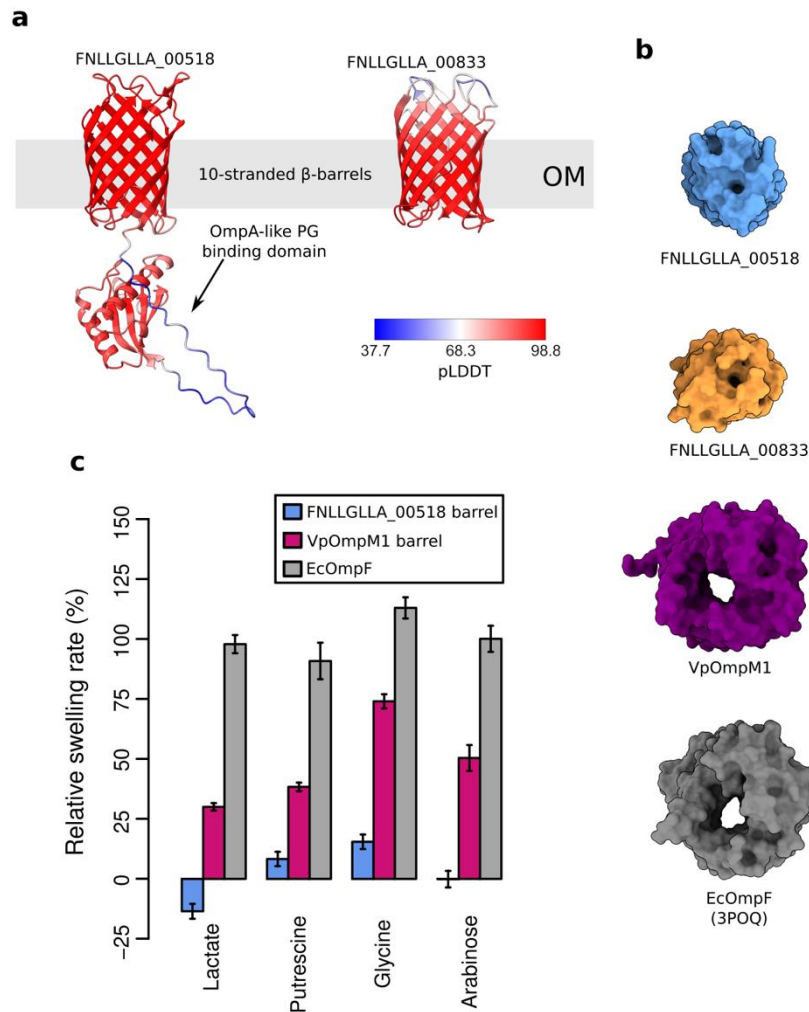 a
FNLLGLLA_00518
FNLLGLLA_00833
10-stranded β-barrels
OM
OmpA-like PG
binding domain
37.7
68.3
98.8
pLDDT
b
FNLLGLLA_00518
FNLLGLLA_00833
VpOmpM1
EcOmpF
(3POQ)
c
FNLLGLLA_00518 barrel
VpOmpM1 barrel
EcOmpF
Relative swelling rate (%)
150
125
100
75
50
25
0
-25
Lactate
Putrescine
Glycine
Arabinose